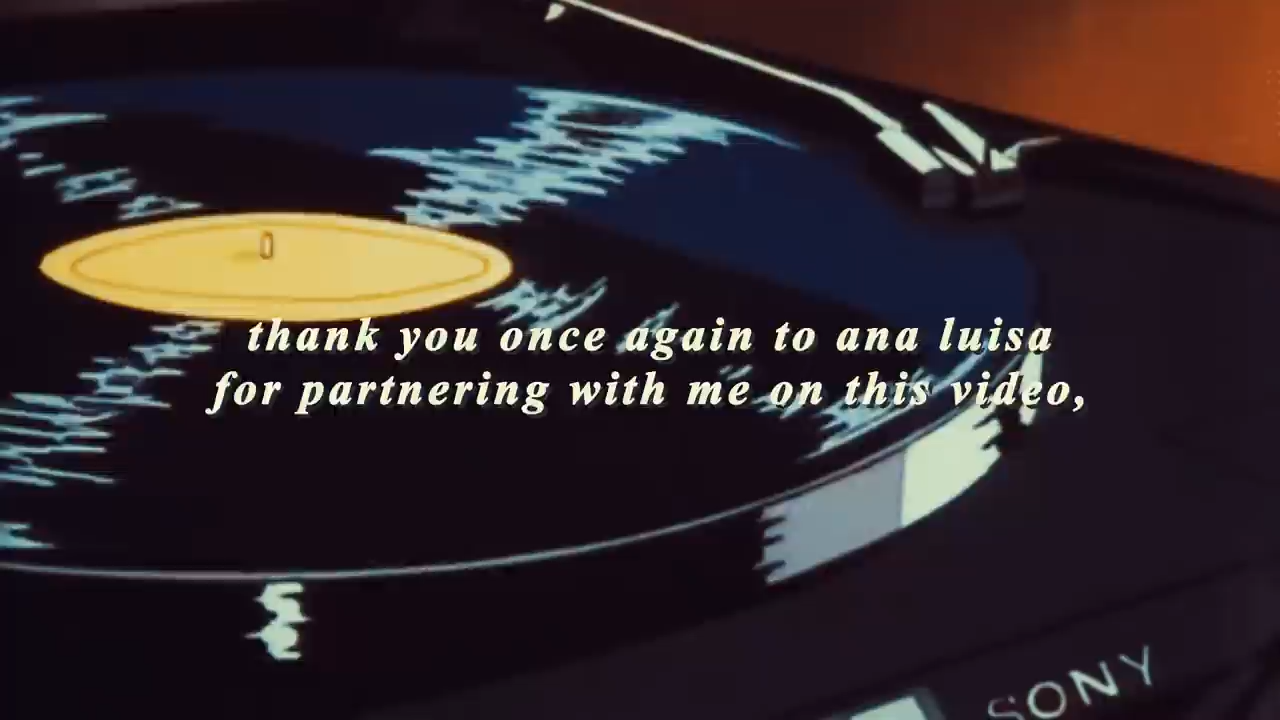 thank you once again to ana luisa
for partnering with me on this video,
SONY